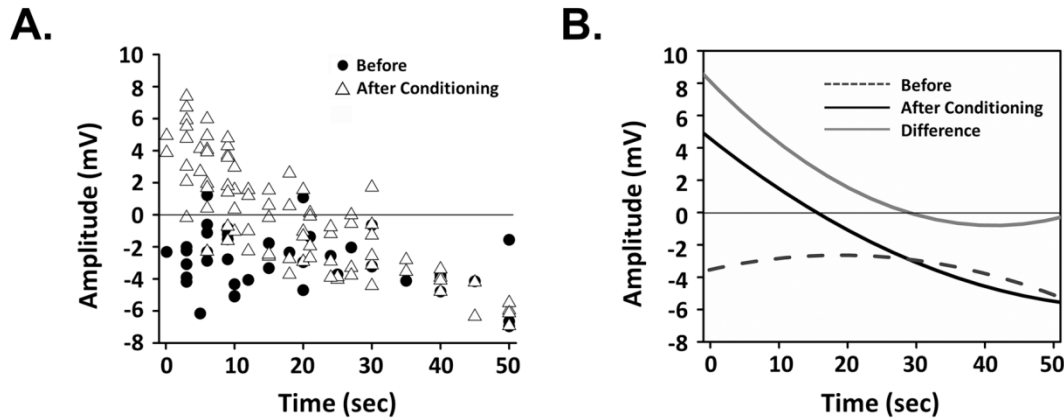 A.
10
8
6
4
2
0
-2
-4
-6
-8
Amplitude (mV)
Before
After Conditioning
0 10 20 30 40 50
Time (sec)
B.
10
8
6
4
2
0
-2
-4
-6
-8
Amplitude (mV)
Before
After Conditioning
Difference
0 10 20 30 40 50
Time (sec)